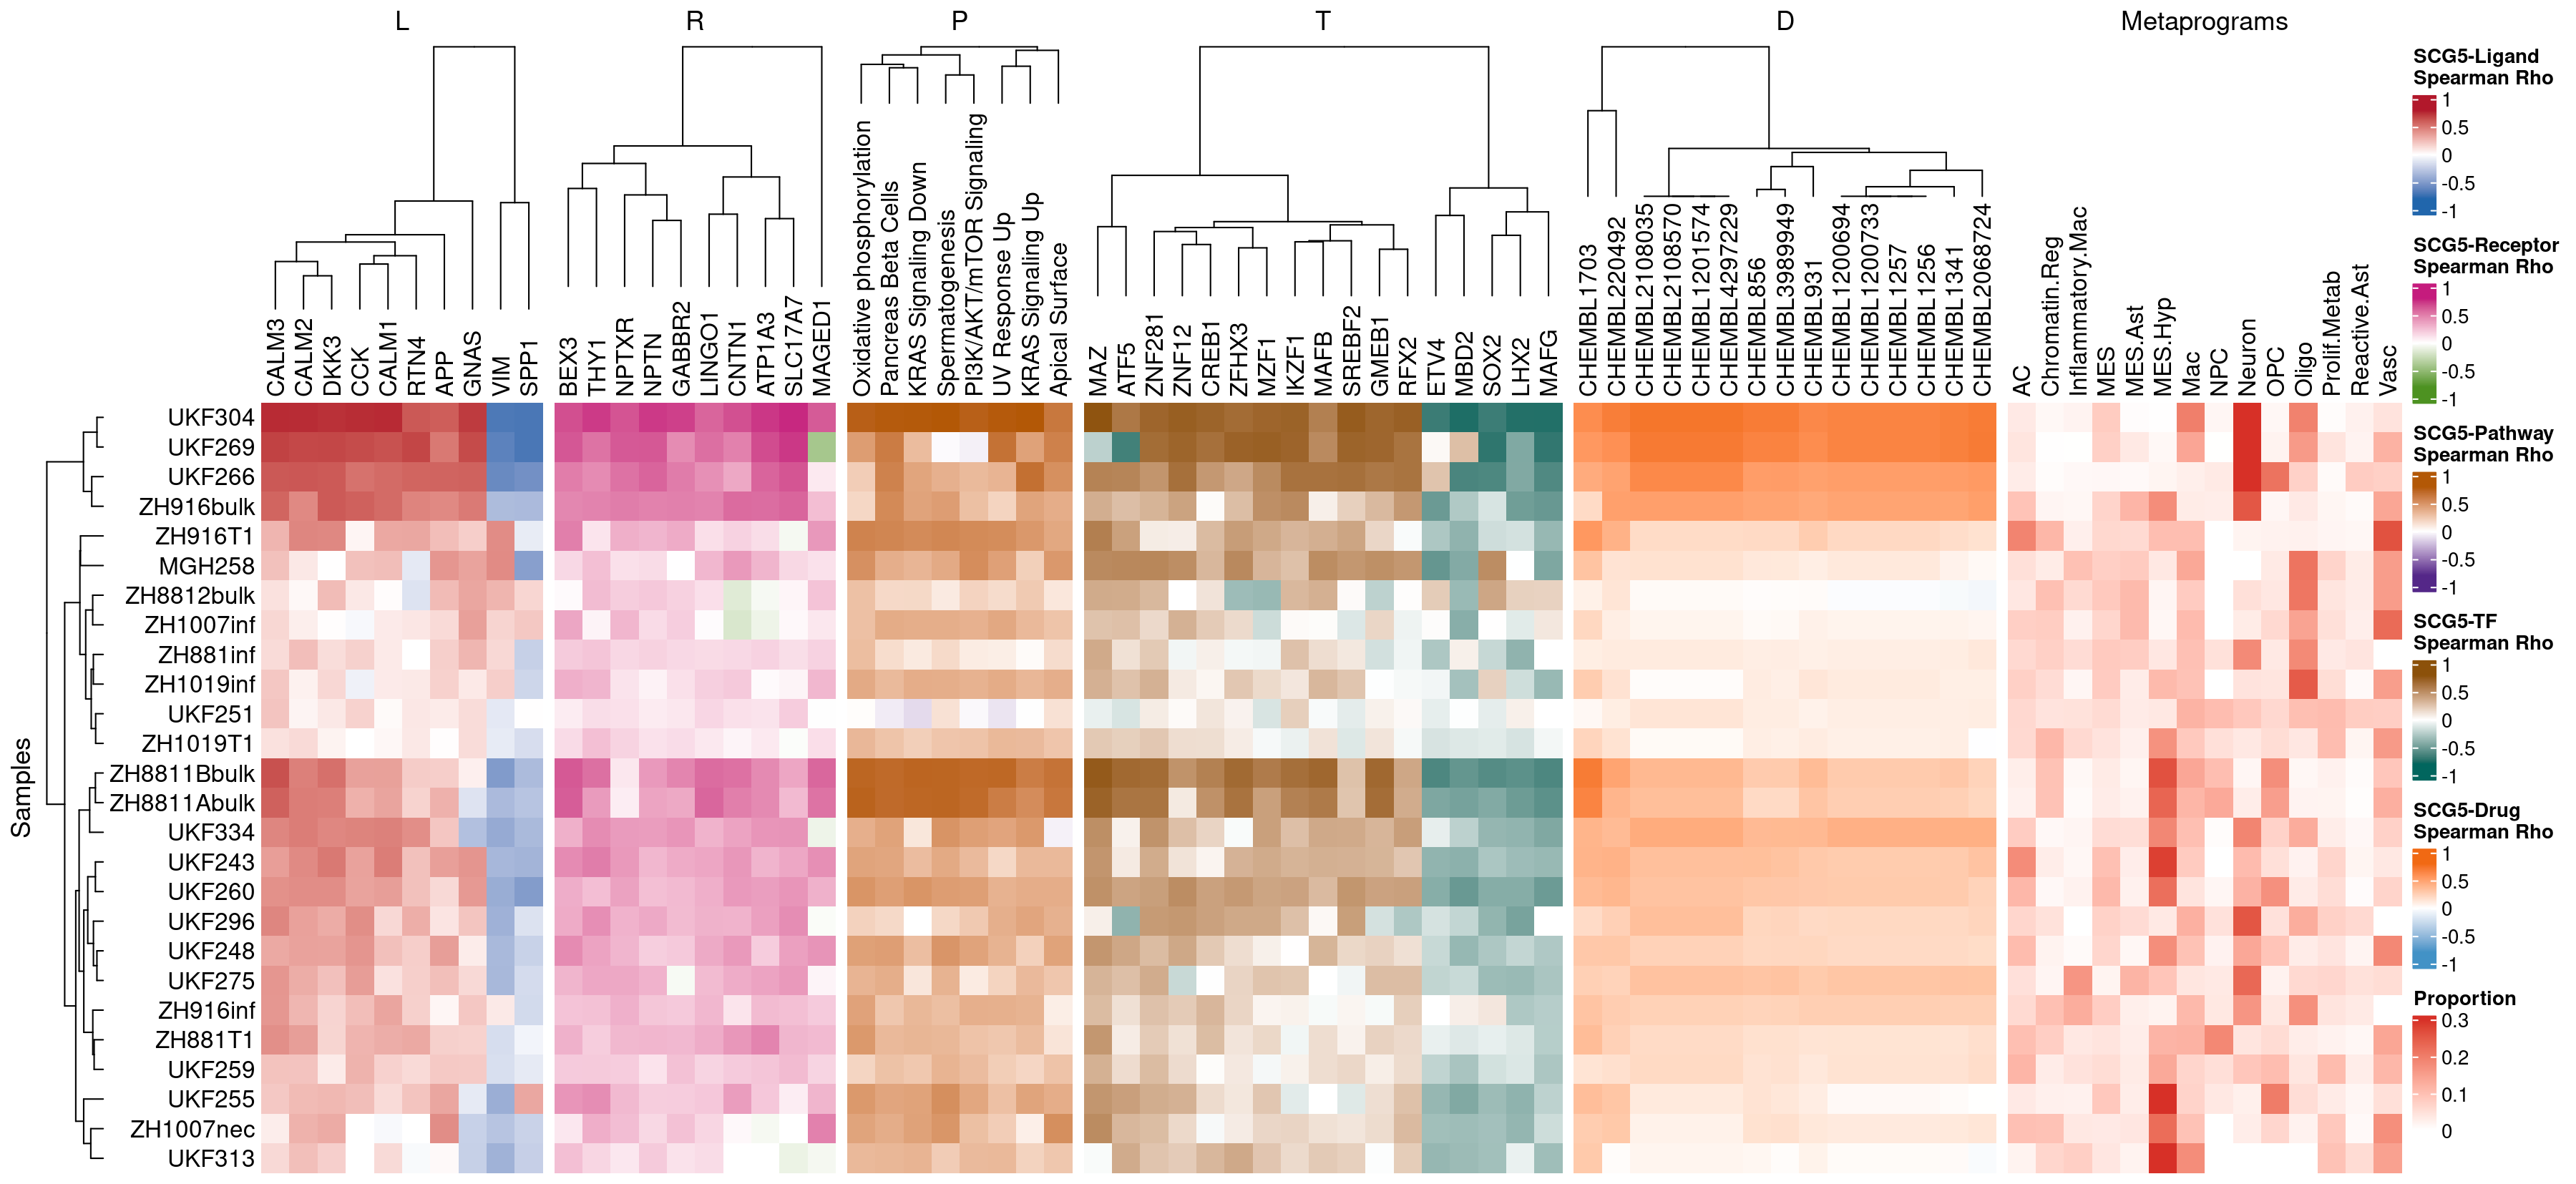 L R P T D Metaprograms
CALM3
CALM2
DKK3
CCK
CALM1
RTN4
APP
GNAS
VIM
SPP1
BEX3
THY1
NPTXR
NPTN
GABBR2
LINGO1
CNTN1
ATP1A3
SLC17A7
MAGED1
Oxidative phosphorylation
Pancreas Beta Cells
KRAS Signaling Down
Spermatogenesis
PI3K/AKT/mTOR Signaling
UV Response Up
KRAS Signaling Up
Apical Surface
MAZ
ATF5
ZNF281
ZNF12
CREB1
ZFHX3
MZF1
IKZF1
MAFB
SREBF2
GMEB1
RFX2
ETV4
MBD2
SOX2
LHX2
MAFG
CHEMBL1703
CHEMBL220492
CHEMBL2108035
CHEMBL2108570
CHEMBL1201574
CHEMBL4297229
CHEMBL856
CHEMBL3989949
CHEMBL931
CHEMBL1200694
CHEMBL1200733
CHEMBL1257
CHEMBL1256
CHEMBL1341
CHEMBL2068724
AC
Chromatin.Reg
Inflammatory.Mac
MES
MES.Ast
MES.Hyp
Mac
NPC
Neuron
OPC
Oligo
Prolif.Metab
Reactive.Ast
Vasc
Samples
UKF304
UKF269
UKF266
ZH916bulk
ZH916T1
MGH258
ZH8812bulk
ZH1007inf
ZH881inf
ZH1019inf
UKF251
ZH1019T1
ZH8811Bbulk
ZH8811Abulk
UKF334
UKF243
UKF260
UKF296
UKF248
UKF275
ZH916inf
ZH881T1
UKF259
UKF255
ZH1007nec
UKF313
SCG5-Ligand
Spearman Rho
1
0.5
0
-0.5
-1
SCG5-Receptor
Spearman Rho
1
0.5
0
-0.5
-1
SCG5-Pathway
Spearman Rho
1
0.5
0
-0.5
-1
SCG5-TF
Spearman Rho
1
0.5
0
-0.5
-1
SCG5-Drug
Spearman Rho
1
0.5
0
-0.5
-1
Proportion
0.3
0.2
0.1
0